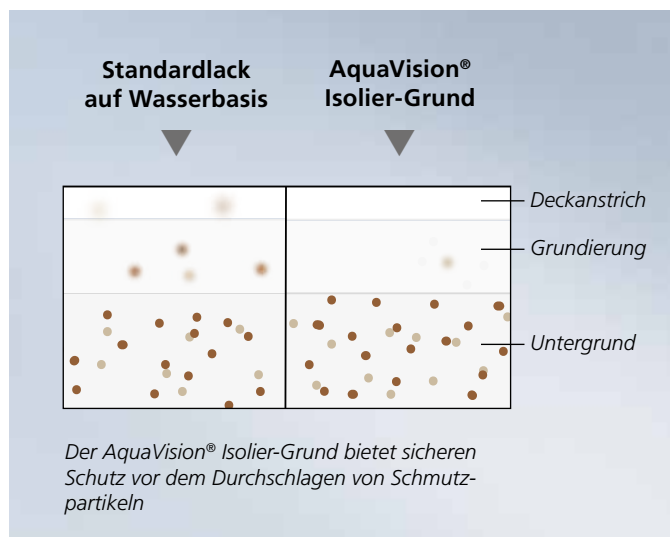 Standardlack
auf Wasserbasis
AquaVision®
Isolier-Grund
Deckanstrich
Grundierung
Untergrund
Der AquaVision® Isolier-Grund bietet sicheren
Schutz vor dem Durchschlagen von Schmutz-
partikeln